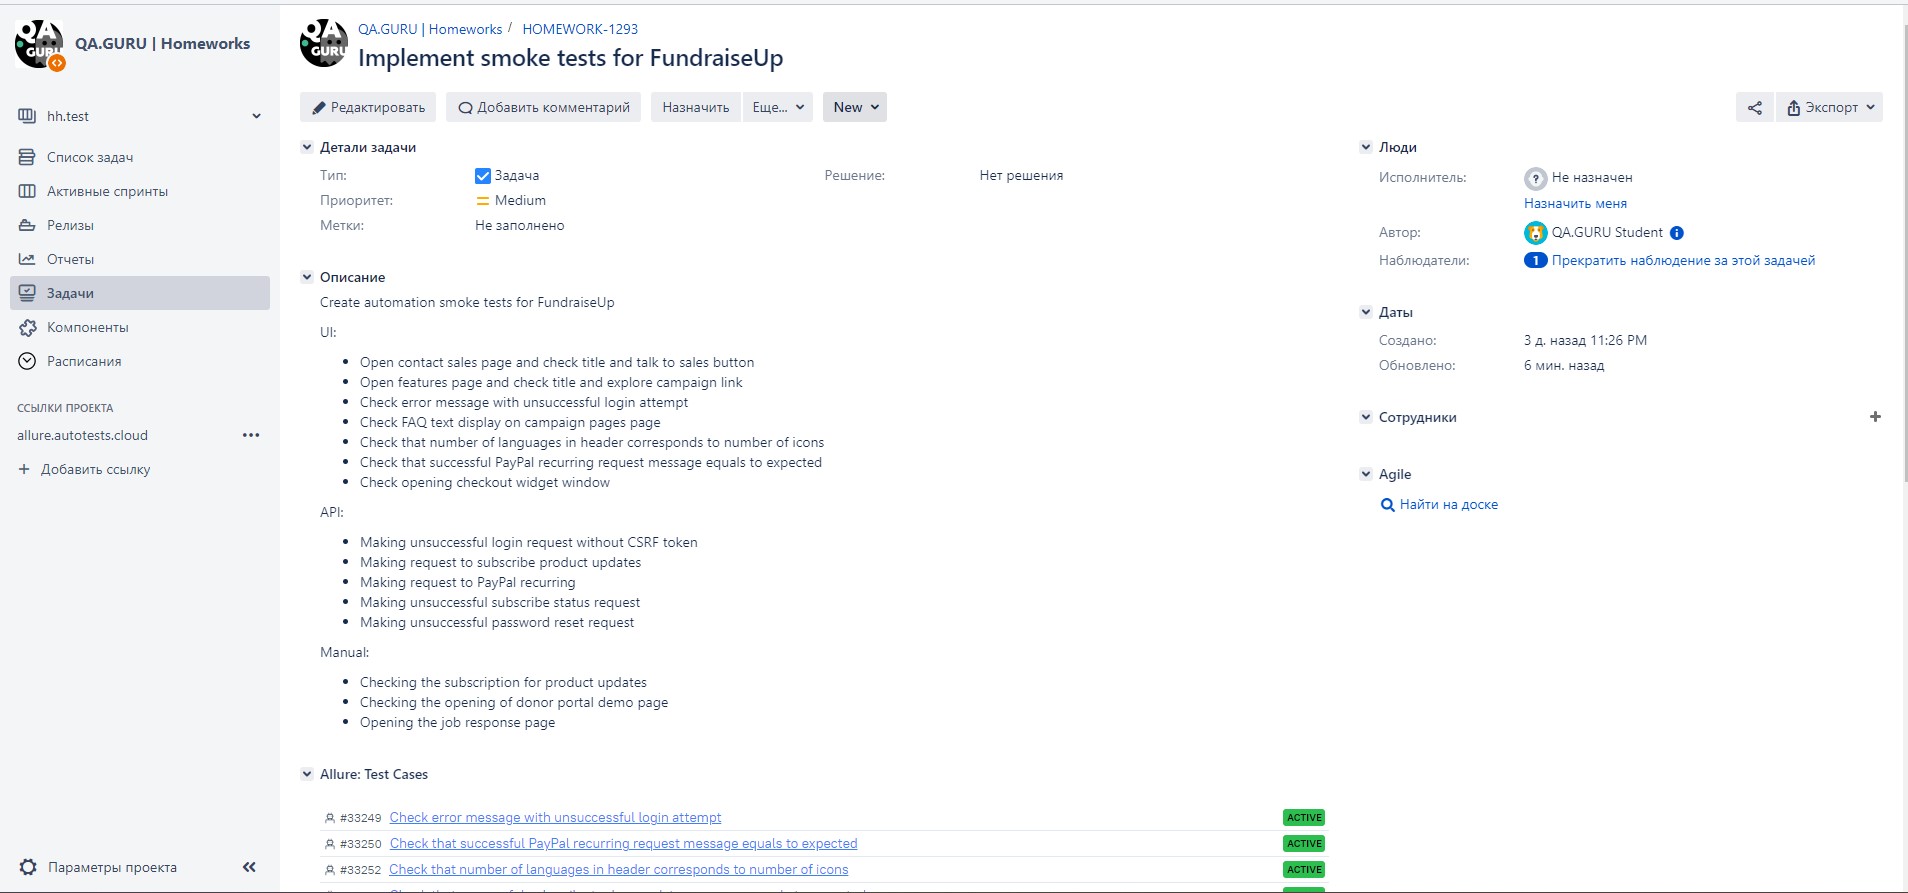 QA.GURU | Homeworks
hh.test
Список задач
Активные спринты
Релизы
Отчеты
Задачи
Компоненты
Расписания
ССЫЛКИ ПРОЕКТА
allure.autotests.cloud
Добавить ссылку
Параметры проекта
QA.GURU | Homeworks / HOMEWORK-1293
Implement smoke tests for FundraiseUp
Редактировать Добавить комментарий Назначить Еще... New Экспорт
Детали задачи
Тип: Задача Решение: Нет решения
Приоритет: Medium
Метки: Не заполнено
Описание
Create automation smoke tests for FundraiseUp
UI:
• Open contact sales page and check title and talk to sales button
• Open features page and check title and explore campaign link
• Check error message with unsuccessful login attempt
• Check FAQ text display on campaign pages page
• Check that number of languages in header corresponds to number of icons
• Check that successful PayPal recurring request message equals to expected
• Check opening checkout widget window
API:
• Making unsuccessful login request without CSRF token
• Making request to subscribe product updates
• Making request to PayPal recurring
• Making unsuccessful subscribe status request
• Making unsuccessful password reset request
Manual:
• Checking the subscription for product updates
• Checking the opening of donor portal demo page
• Opening the job response page
Allure: Test Cases
#33249 Check error message with unsuccessful login attempt ACTIVE
#33250 Check that successful PayPal recurring request message equals to expected ACTIVE
#33252 Check that number of languages in header corresponds to number of icons ACTIVE
Люди
Исполнитель: Не назначен
Назначить меня
Автор: QA.GURU Student
Наблюдатели: 1 Прекратить наблюдение за этой задачей
Даты
Создано: 3 д. назад 11:26 PM
Обновлено: 6 мин. назад
Сотрудники
Agile
Найти на доске